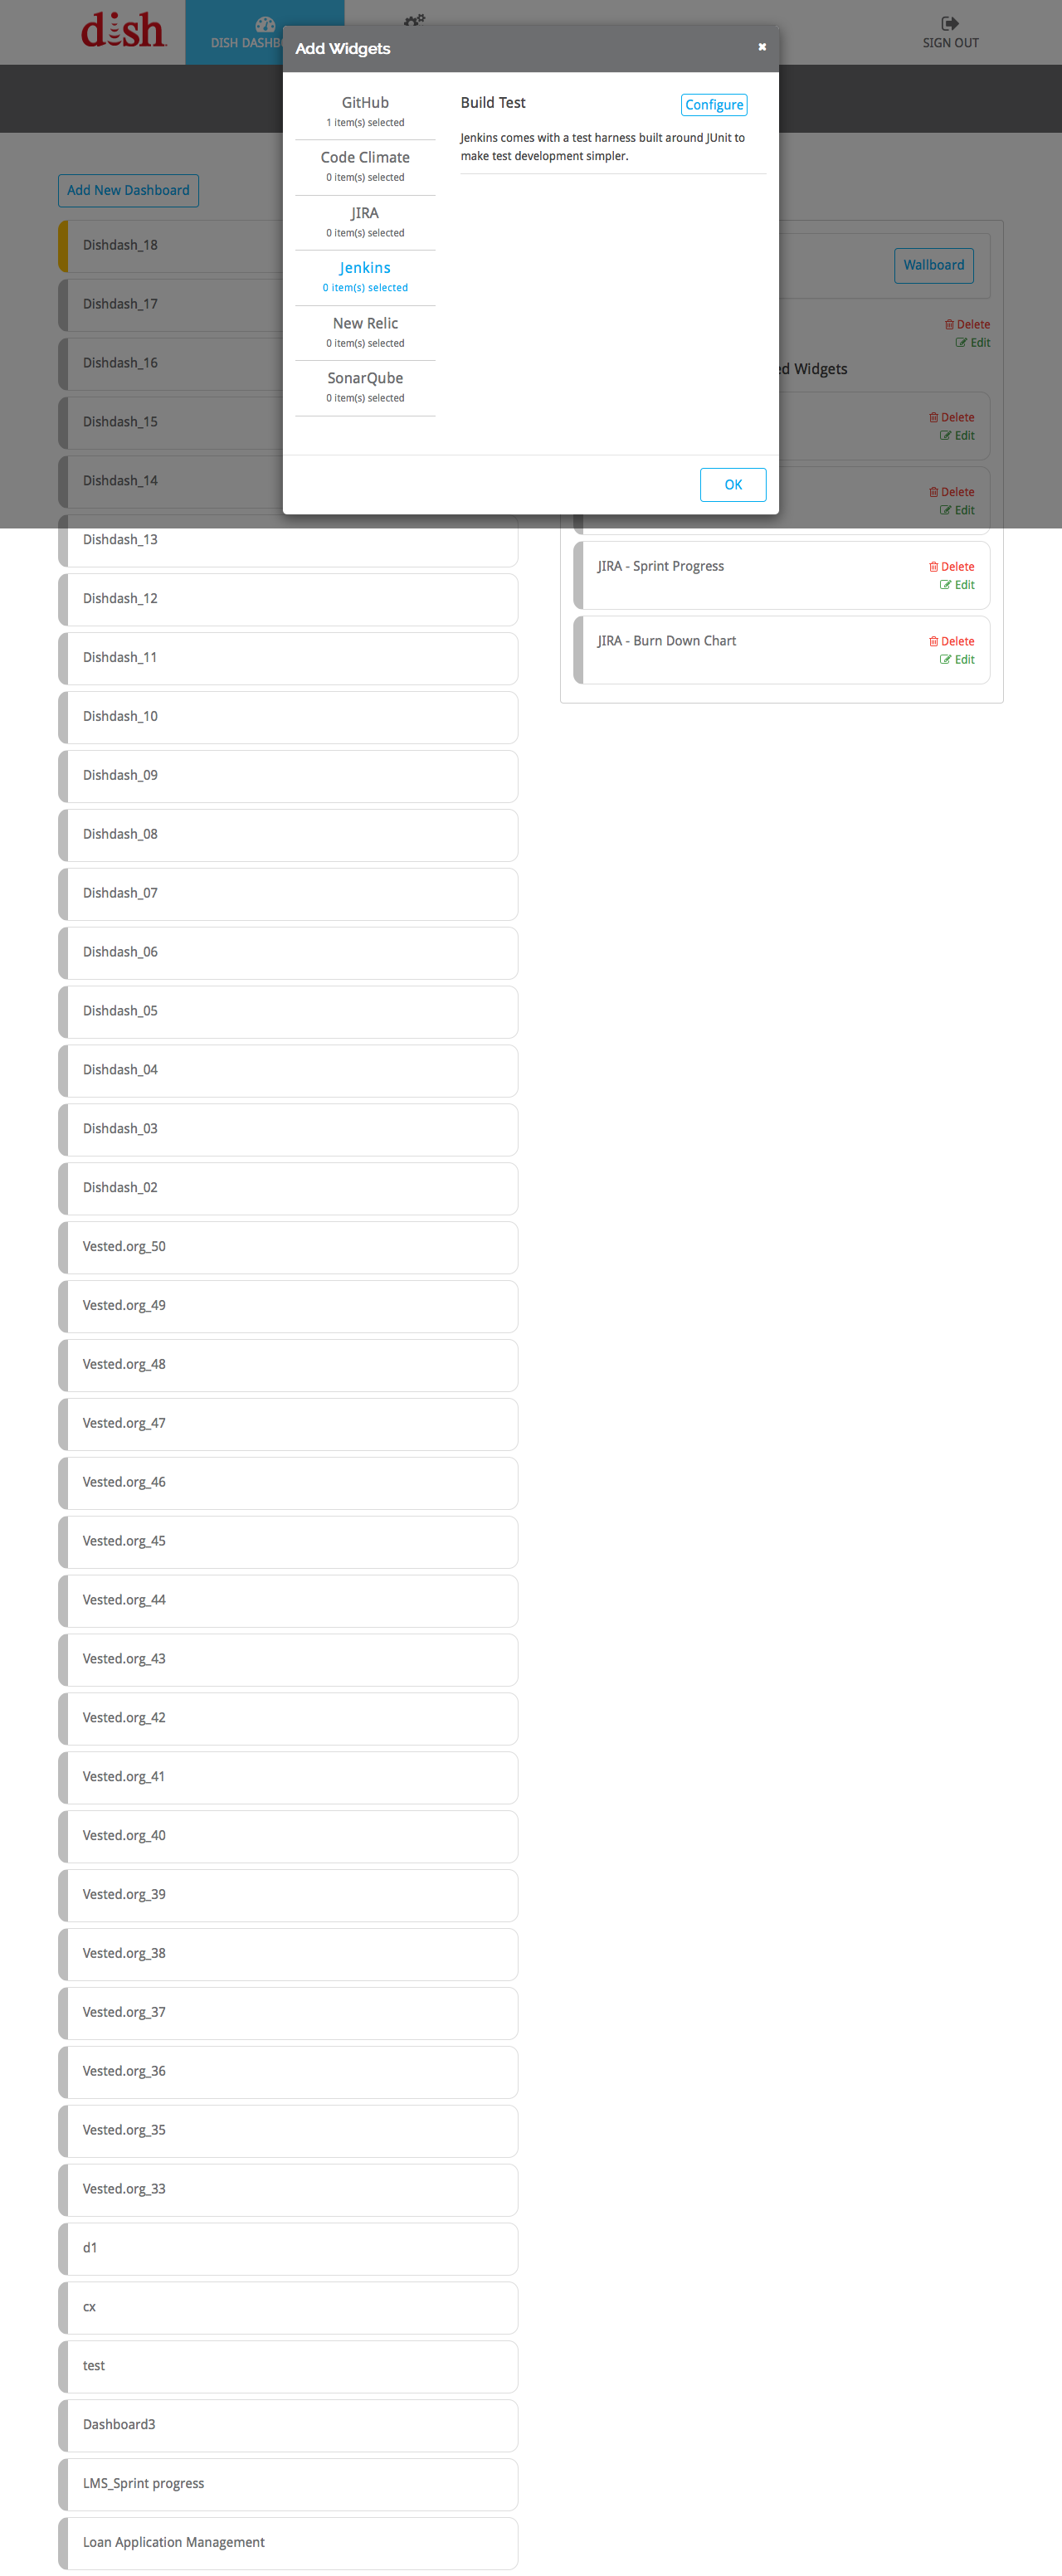 dish
DISH DASHB
SIGN OUT
Add Widgets
GitHub
1 item(s) selected
Code Climate
0 item(s) selected
JIRA
0 item(s) selected
Jenkins
0 item(s) selected
New Relic
0 item(s) selected
SonarQube
0 item(s) selected
Build Test
Configure
Jenkins comes with a test harness built around JUnit to
make test development simpler.
OK
Add New Dashboard
Dishdash_18
Dishdash_17
Dishdash_16
Dishdash_15
Dishdash_14
Dishdash_13
Dishdash_12
Dishdash_11
Dishdash_10
Dishdash_09
Dishdash_08
Dishdash_07
Dishdash_06
Dishdash_05
Dishdash_04
Dishdash_03
Dishdash_02
Vested.org_50
Vested.org_49
Vested.org_48
Vested.org_47
Vested.org_46
Vested.org_45
Vested.org_44
Vested.org_43
Vested.org_42
Vested.org_41
Vested.org_40
Vested.org_39
Vested.org_38
Vested.org_37
Vested.org_36
Vested.org_35
Vested.org_33
d1
cx
test
Dashboard3
LMS_Sprint progress
Loan Application Management
Wallboard
Delete
Edit
ed Widgets
Delete
Edit
Delete
Edit
JIRA - Sprint Progress
Delete
Edit
JIRA - Burn Down Chart
Delete
Edit